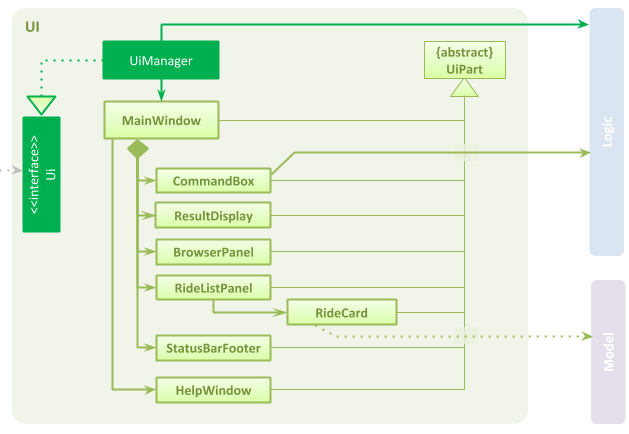 UI
UiManager
{abstract}
UiPart
MainWindow
<<interface>>
Ui
Logic
CommandBox
ResultDisplay
BrowserPanel
RideListPanel
RideCard
StatusBarFooter
Model
HelpWindow